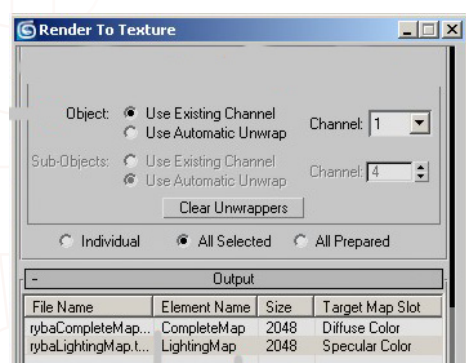 Render To Texture
Object: Use Existing Channel Channel: 1
Use Automatic Unwrap
Sub-Objects: Use Existing Channel Channel: 4
Use Automatic Unwrap
Clear Unwrappers
Individual All Selected All Prepared
- Output
File Name Element Name Size Target Map Slot
rybaCompleteMap... CompleteMap 2048 Diffuse Color
rybaLightingMap.t... LightingMap 2048 Specular Color